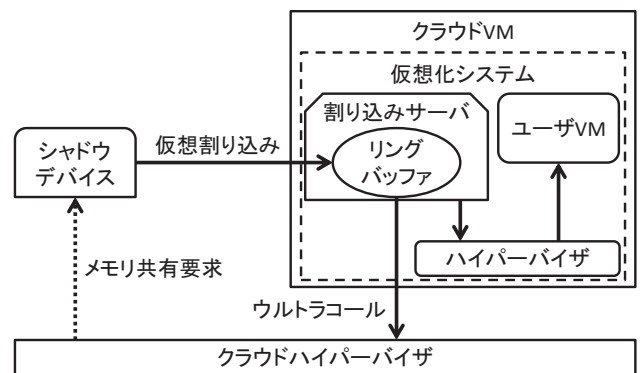 クラウドVM
仮想化システム
割り込みサーバ
ユーザVM
リング
バッファ
シャドウ
デバイス
仮想割り込み
ハイパーバイザ
メモリ共有要求
ウルトラコール
クラウドハイパーバイザ